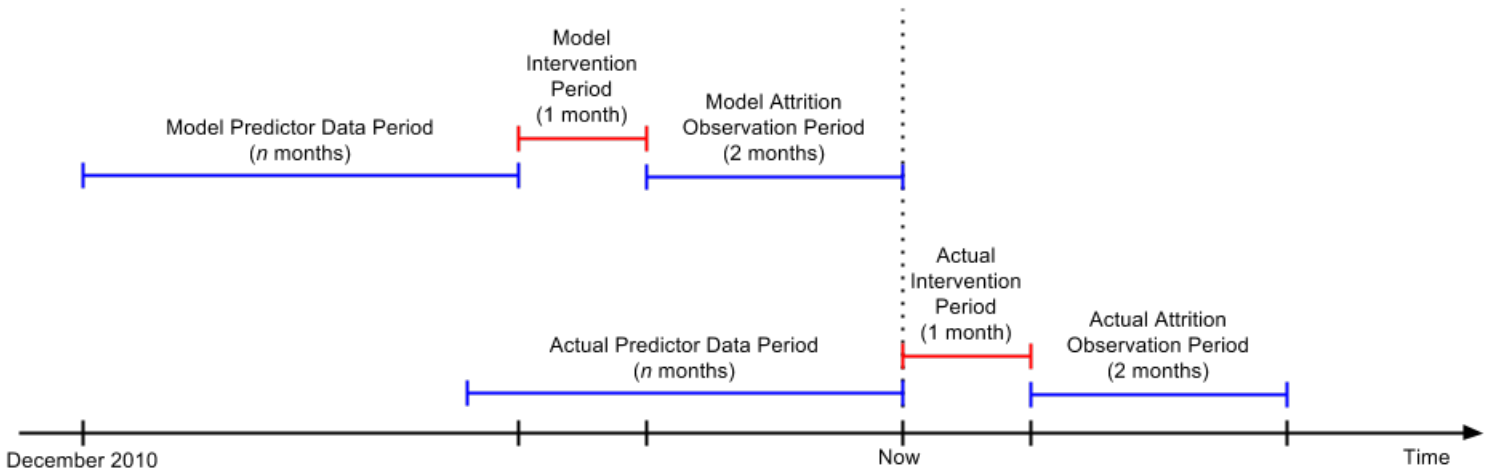 Model
Intervention
Period
(1 month)
Model Predictor Data Period
(n months)
Model Attrition
Observation Period
(2 months)
Actual
Intervention
Period
(1 month)
Actual Predictor Data Period
(n months)
Actual Attrition
Observation Period
(2 months)
December 2010
Now
Time